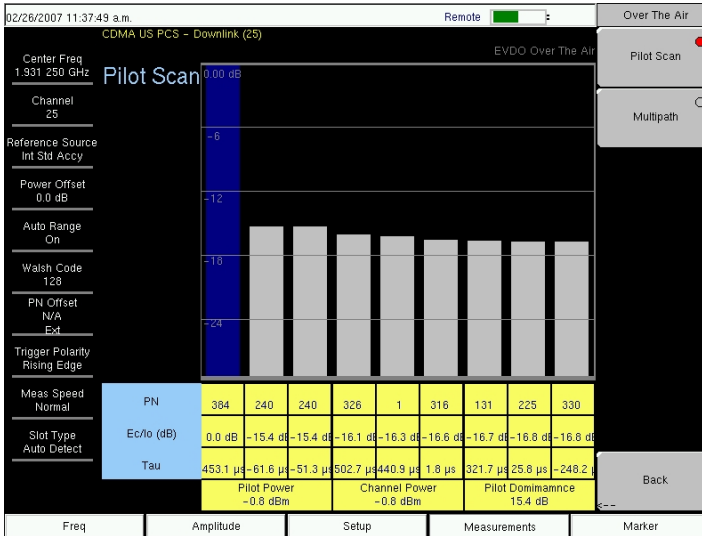 02/26/2007 11:37:49 a.m.
Remote
Over The Air
CDMA US PCS - Downlink (25)
EVDO Over The Air
Pilot Scan
Center Freq
1.931 250 GHz
Channel
25
Reference Source
Int Std Accy
Power Offset
0.0 dB
Auto Range
On
Walsh Code
128
PN Offset
N/A
Ext
Trigger Polarity
Rising Edge
Meas Speed
Normal
Slot Type
Auto Detect
0.00 dB
-6
-12
-18
-24
PN 384 240 240 326 1 316 131 225 330
Ec/Io (dB) 0.0 dB -15.4 dB -15.4 dB -16.1 dB -16.3 dB -16.6 dB -16.7 dB -16.8 dB -16.8 dB
Tau 453.1 µs -61.6 µs -51.3 µs 502.7 µs 440.9 µs 1.8 µs 321.7 µs 25.8 µs -248.2 µ
Pilot Power
-0.8 dBm
Channel Power
-0.8 dBm
Pilot Domimamnce
15.4 dB
Pilot Scan
Multipath
Back
<--
Freq
Amplitude
Setup
Measurements
Marker